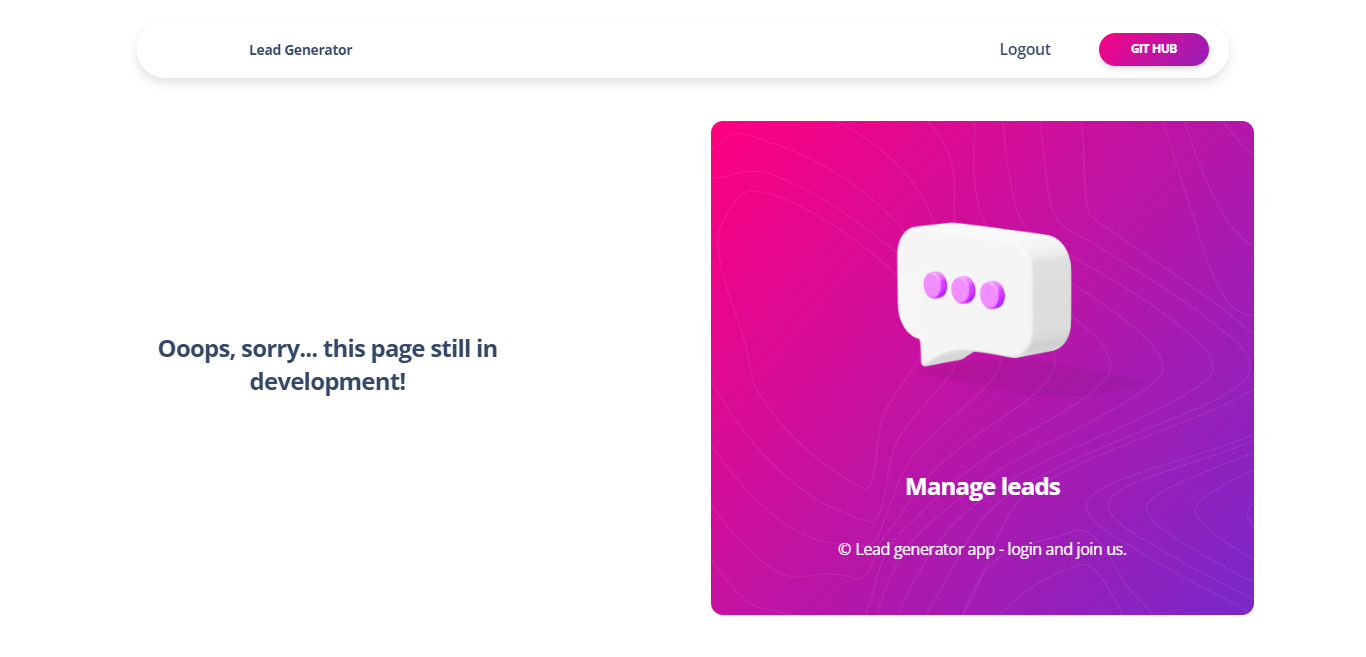 Lead Generator
Logout
GIT HUB
Ooops, sorry... this page still in
development!
Manage leads
© Lead generator app - login and join us.